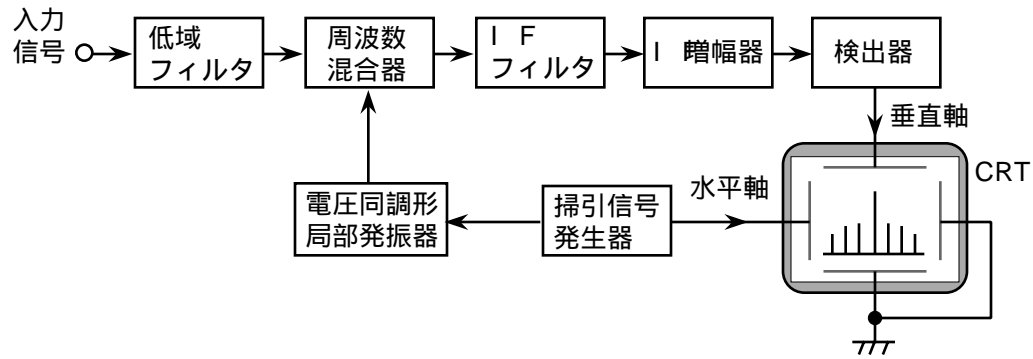 入力
信号
低域
フィルタ
周波数
混合器
I F
フィルタ
I F増幅器
検出器
垂直軸
CRT
水平軸
電圧同調形
局部発振器
掃引信号
発生器